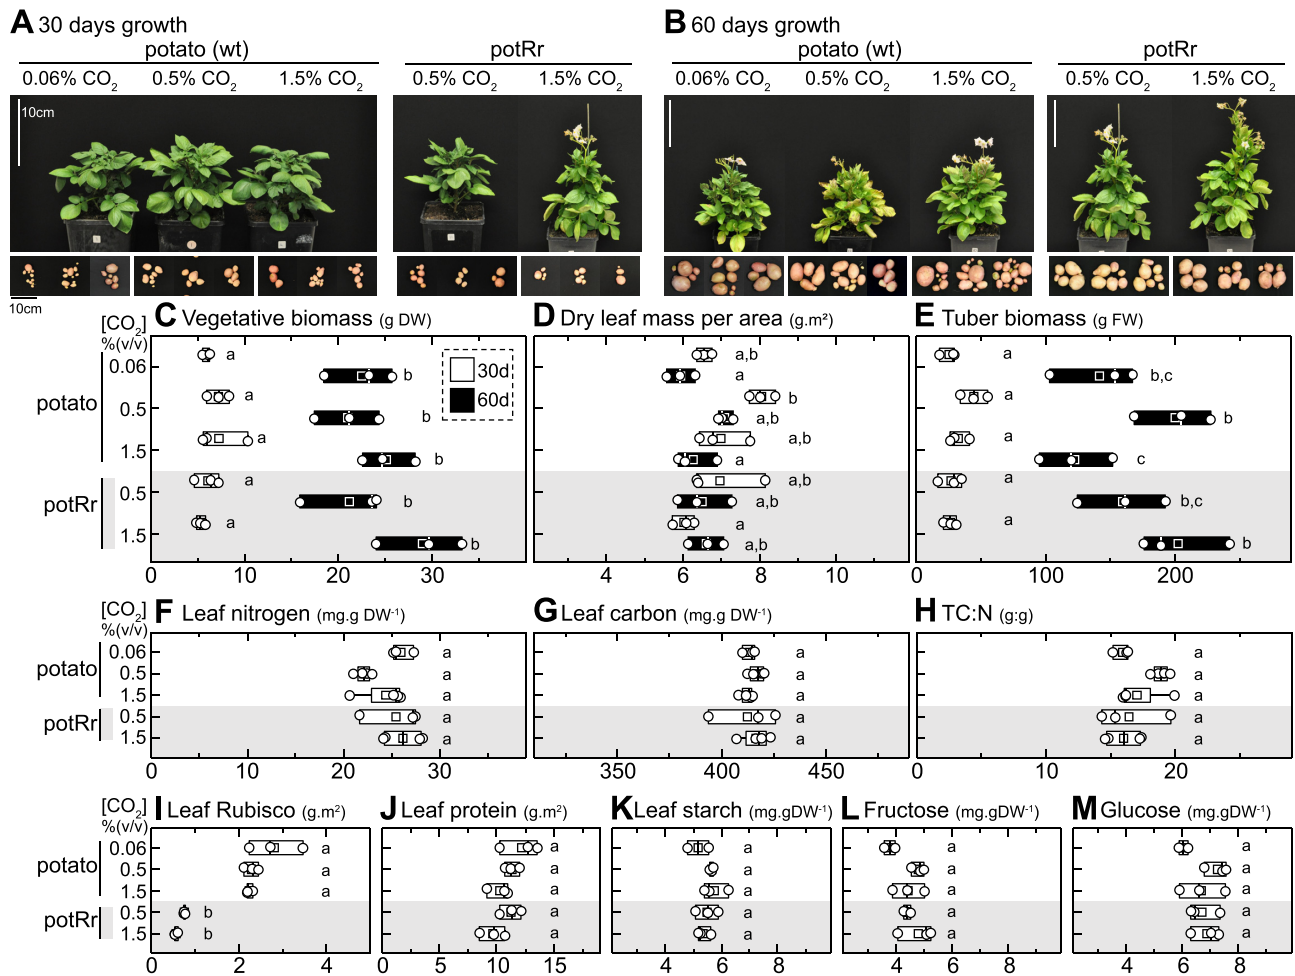 A 30 days growth
potato (wt)
potRr
0.06% CO2
0.5% CO2
1.5% CO2
0.5% CO2
1.5% CO2
10cm
10cm
B 60 days growth
potato (wt)
potRr
0.06% CO2
0.5% CO2
1.5% CO2
0.5% CO2
1.5% CO2
[CO2]
%(v/v)
C Vegetative biomass (g DW)
D Dry leaf mass per area (g.m²)
E Tuber biomass (g FW)
potato
0.06
0.5
1.5
potRr
0.5
1.5
30d
60d
a
b
a
b
a
b
a
b
a
b
0 10 20 30
a,b
a
b
a,b
a,b
a
a,b
a,b
a
a,b
4 6 8 10
a
b,c
a
b
a
c
a
b,c
a
b
0 100 200
[CO2]
%(v/v)
F Leaf nitrogen (mg.g DW-1)
G Leaf carbon (mg.g DW-1)
H TC:N (g:g)
potato
0.06
0.5
1.5
potRr
0.5
1.5
a
a
a
a
a
0 10 20 30
a
a
a
a
a
350 400 450
a
a
a
a
a
0 10 20
[CO2]
%(v/v)
I Leaf Rubisco (g.m²)
J Leaf protein (g.m²)
K Leaf starch (mg.gDW-1)
L Fructose (mg.gDW-1)
M Glucose (mg.gDW-1)
potato
0.06
0.5
1.5
potRr
0.5
1.5
a
a
a
b
b
0 2 4
a
a
a
a
a
0 5 10 15
a
a
a
a
a
4 6 8
a
a
a
a
a
4 6 8
a
a
a
a
a
4 6 8